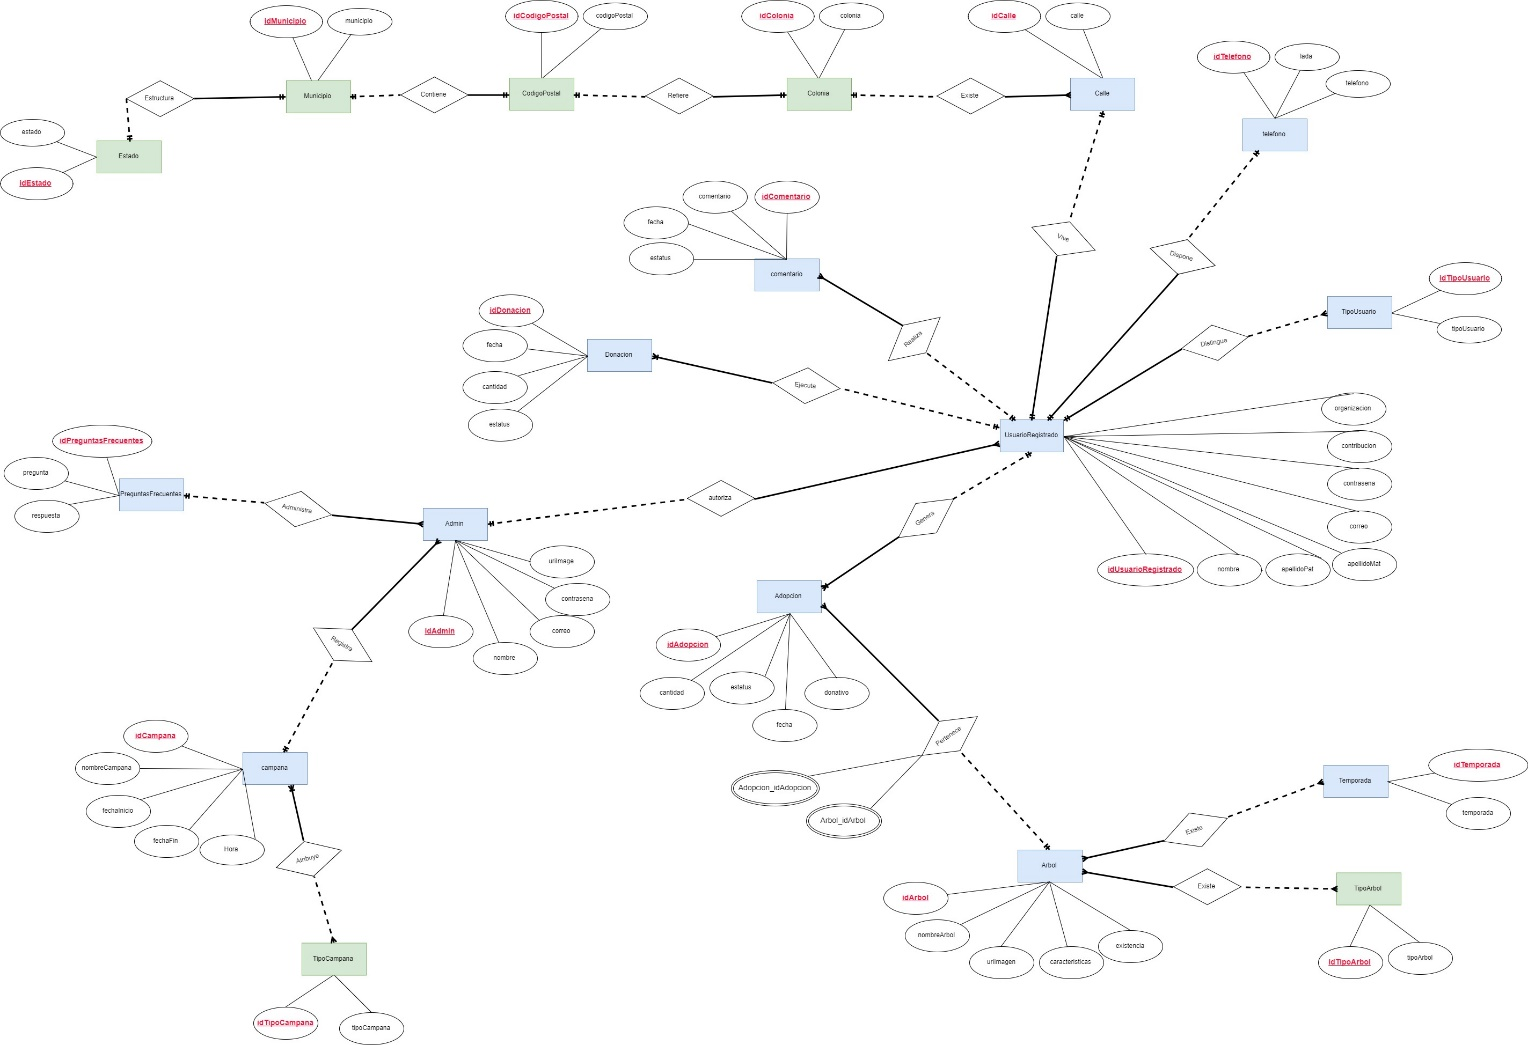 idMunicipio
municipio
idCodigoPostal
codigoPostal
idColonia
colonia
idCalle
calle
idTelefono
lada
telefono
Estructura
Municipio
Contiene
CodigoPostal
Refiere
Colonia
Existe
Calle
telefono
estado
Estado
idEstado
comentario
idComentario
fecha
estatus
comentario
Vive
Dispone
idTipoUsuario
TipoUsuario
tipoUsuario
Distingue
Realiza
idDonacion
fecha
Donacion
cantidad
estatus
Ejecute
organizacion
UsuarioRegistrado
contribucion
contrasena
correo
apellidoMat
apellidoPat
nombre
idUsuarioRegistrado
idPreguntasFrecuentes
pregunta
PreguntasFrecuentes
respuesta
Administra
Admin
autoriza
Genera
urlImage
contrasena
correo
idAdmin
nombre
Registra
Adopcion
idAdopcion
cantidad
estatus
fecha
donativo
Pertenece
Adopcion_idAdopcion
Arbol_idArbol
idCampana
nombreCampana
campana
fechaInicio
fechaFin
Hora
Atribuye
TipoCampana
idTipoCampana
tipoCampana
idTemporada
Temporada
temporada
Existe
Arbol
Existe
TipoArbol
idArbol
nombreArbol
urlImagen
caracteristicas
existencia
idTipoArbol
tipoArbol